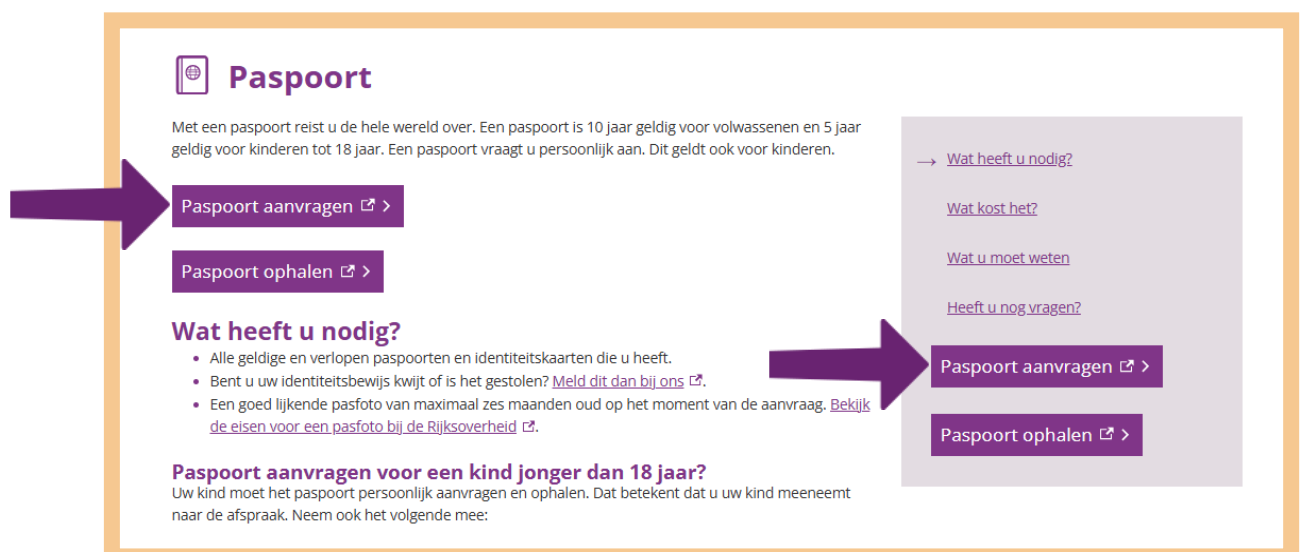 Paspoort
Met een paspoort reist u de hele wereld over. Een paspoort is 10 jaar geldig voor volwassenen en 5 jaar
geldig voor kinderen tot 18 jaar. Een paspoort vraagt u persoonlijk aan. Dit geldt ook voor kinderen.
Paspoort aanvragen
Paspoort ophalen
Wat heeft u nodig?
• Alle geldige en verlopen paspoorten en identiteitskaarten die u heeft.
• Bent u uw identiteitsbewijs kwijt of is het gestolen? Meld dit dan bij ons.
• Een goed lijkende pasfoto van maximaal zes maanden oud op het moment van de aanvraag. Bekijk
de eisen voor een pasfoto bij de Rijksoverheid.
Paspoort aanvragen voor een kind jonger dan 18 jaar?
Uw kind moet het paspoort persoonlijk aanvragen en ophalen. Dat betekent dat u uw kind meeneemt
naar de afspraak. Neem ook het volgende mee:
→ Wat heeft u nodig?
Wat kost het?
Wat u moet weten
Heeft u nog vragen?
Paspoort aanvragen
Paspoort ophalen